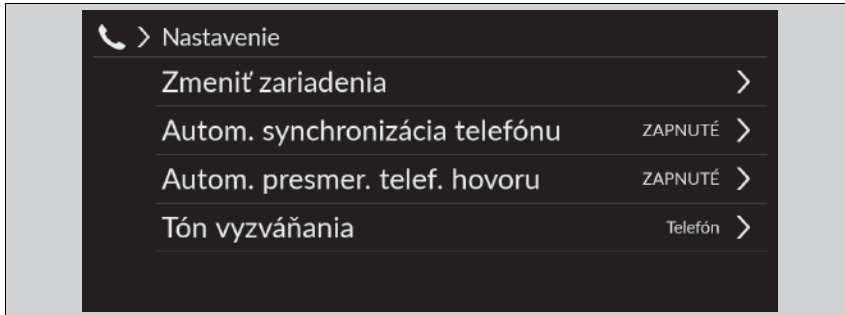 Nastavenie
Zmeniť zariadenia
Autom. synchronizácia telefónu ZAPNUTÉ
Autom. presmer. telef. hovoru ZAPNUTÉ
Tón vyzváňania Telefón